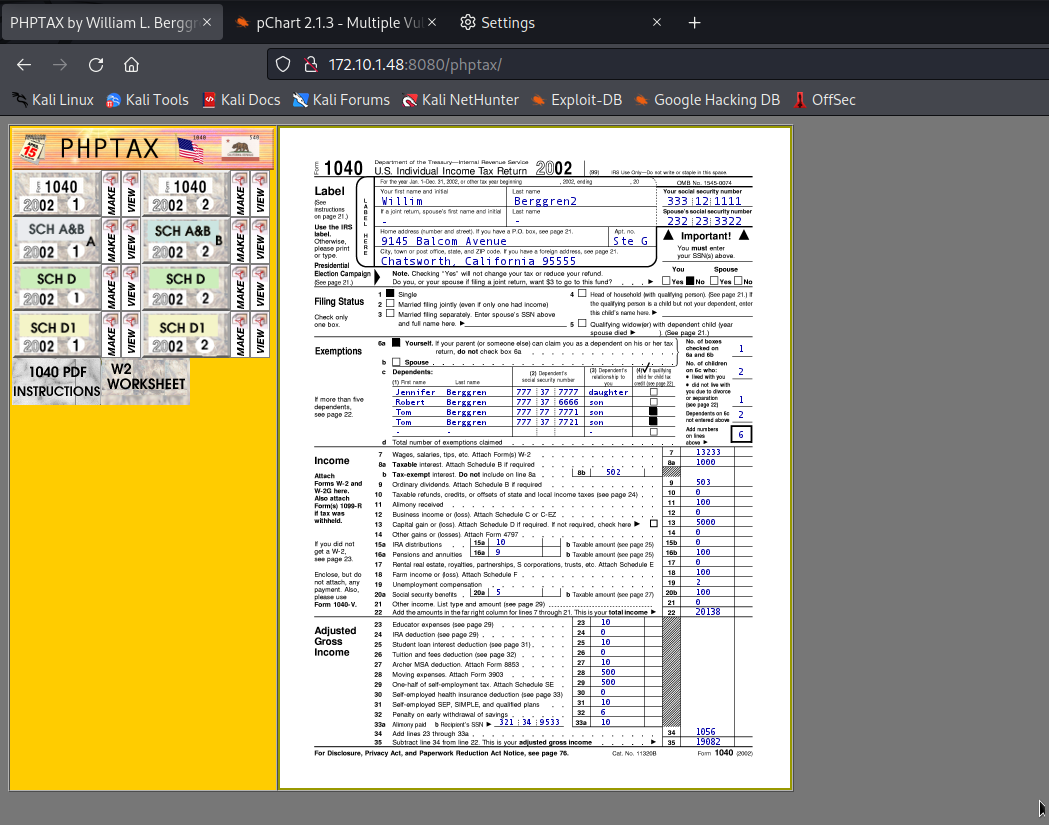 PHPTAX by William L. Berggr
pChart 2.1.3 - Multiple Vul
Settings
172.10.1.48:8080/phptax/
Kali Linux
Kali Tools
Kali Docs
Kali Forums
Kali NetHunter
Exploit-DB
Google Hacking DB
OffSec
APRIL 15
PHPTAX
1040
540
Form 1040 2002 1 MAKE VIEW
Form 1040 2002 2 MAKE VIEW
SCH A&B 2002 1 A MAKE VIEW
SCH A&B 2002 2 B MAKE VIEW
SCH D 2002 1 MAKE VIEW
SCH D 2002 2 MAKE VIEW
SCH D1 2002 1 MAKE VIEW
SCH D1 2002 2 MAKE VIEW
1040 PDF INSTRUCTIONS
W2 WORKSHEET
Form 1040 Department of the Treasury—Internal Revenue Service
U.S. Individual Income Tax Return 2002 (99) IRS Use Only—Do not write or staple in this space.
For the year Jan. 1-Dec. 31, 2002, or other tax year beginning , 2002, ending , 20 OMB No. 1545-0074
Label
(See instructions on page 21.)
Use the IRS label. Otherwise, please print or type.
LABEL HERE
Your first name and initial Last name Your social security number
Willim Berggren2 333 12 1111
If a joint return, spouse's first name and initial Last name Spouse's social security number
- - 232 23 3322
Home address (number and street). If you have a P.O. box, see page 21. Apt. no.
9145 Balcom Avenue Ste G
City, town or post office, state, and ZIP code. If you have a foreign address, see page 21.
Chatsworth, California 95555
▲ Important! ▲
You must enter your SSN(s) above.
Presidential Election Campaign (See page 21.)
Note. Checking "Yes" will not change your tax or reduce your refund.
Do you, or your spouse if filing a joint return, want $3 to go to this fund? You Yes No Spouse Yes No
Filing Status
Check only one box.
1 Single
2 Married filing jointly (even if only one had income)
3 Married filing separately. Enter spouse's SSN above and full name here. ►
4 Head of household (with qualifying person). (See page 21.) If the qualifying person is a child but not your dependent, enter this child's name here. ►
5 Qualifying widow(er) with dependent child (year spouse died ► ). (See page 21.)
Exemptions
6a Yourself. If your parent (or someone else) can claim you as a dependent on his or her tax return, do not check box 6a
b Spouse
c Dependents:
(1) First name Last name (2) Dependent's social security number (3) Dependent's relationship to you (4) if qualifying child for child tax credit (see page 22)
Jennifer Berggren 777 37 7777 daughter
Robert Berggren 777 37 6666 son
Tom Berggren 777 77 7771 son
Tom Berggren 777 37 7721 son
- - -
If more than five dependents, see page 22.
d Total number of exemptions claimed
No. of boxes checked on 6a and 6b 1
No. of children on 6c who:
• lived with you 2
• did not live with you due to divorce or separation (see page 22) 1
Dependents on 6c not entered above 2
Add numbers on lines above ► 6
Income
Attach Forms W-2 and W-2G here. Also attach Form(s) 1099-R if tax was withheld.
If you did not get a W-2, see page 23.
Enclose, but do not attach, any payment. Also, please use Form 1040-V.
7 Wages, salaries, tips, etc. Attach Form(s) W-2 7 13233
8a Taxable interest. Attach Schedule B if required 8a 1000
b Tax-exempt interest. Do not include on line 8a 8b 502
9 Ordinary dividends. Attach Schedule B if required 9 503
10 Taxable refunds, credits, or offsets of state and local income taxes (see page 24) 10 0
11 Alimony received 11 100
12 Business income or (loss). Attach Schedule C or C-EZ 12 0
13 Capital gain or (loss). Attach Schedule D if required. If not required, check here ► 13 5000
14 Other gains or (losses). Attach Form 4797 14 0
15a IRA distributions 15a 10 b Taxable amount (see page 25) 15b 0
16a Pensions and annuities 16a 9 b Taxable amount (see page 25) 16b 100
17 Rental real estate, royalties, partnerships, S corporations, trusts, etc. Attach Schedule E 17 0
18 Farm income or (loss). Attach Schedule F 18 100
19 Unemployment compensation 19 2
20a Social security benefits 20a 5 b Taxable amount (see page 27) 20b 100
21 Other income. List type and amount (see page 29) 21 0
22 Add the amounts in the far right column for lines 7 through 21. This is your total income ► 22 20138
Adjusted Gross Income
23 Educator expenses (see page 29) 23 10
24 IRA deduction (see page 29) 24 0
25 Student loan interest deduction (see page 31) 25 10
26 Tuition and fees deduction (see page 32) 26 0
27 Archer MSA deduction. Attach Form 8853 27 10
28 Moving expenses. Attach Form 3903 28 500
29 One-half of self-employment tax. Attach Schedule SE 29 500
30 Self-employed health insurance deduction (see page 33) 30 0
31 Self-employed SEP, SIMPLE, and qualified plans 31 10
32 Penalty on early withdrawal of savings 32 6
33a Alimony paid b Recipient's SSN ► 321 34 9533 33a 10
34 Add lines 23 through 33a 34 1056
35 Subtract line 34 from line 22. This is your adjusted gross income ► 35 19082
For Disclosure, Privacy Act, and Paperwork Reduction Act Notice, see page 76. Cat. No. 11320B Form 1040 (2002)